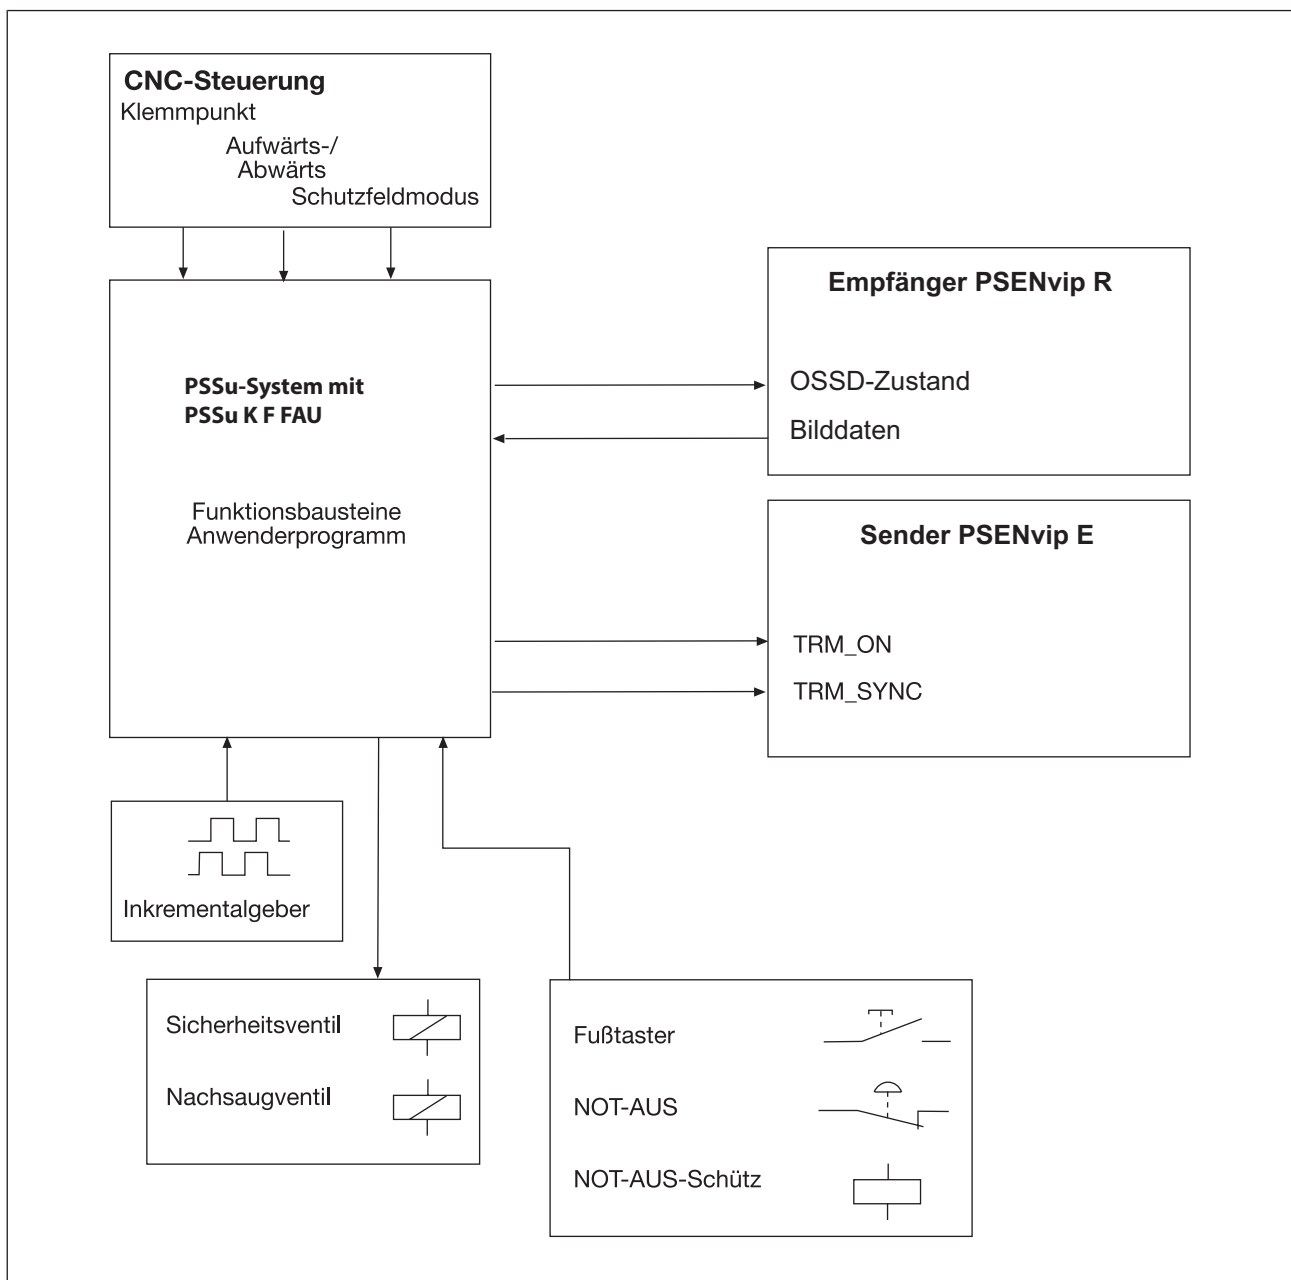 CNC-Steuerung
Klemmpunkt
Aufwärts-/
Abwärts
Schutzfeldmodus
PSSu-System mit
PSSu K F FAU
Funktionsbausteine
Anwenderprogramm
Empfänger PSENvip R
OSSD-Zustand
Bilddaten
Sender PSENvip E
TRM_ON
TRM_SYNC
Inkrementalgeber
Sicherheitsventil
Nachsaugventil
Fußtaster
NOT-AUS
NOT-AUS-Schütz